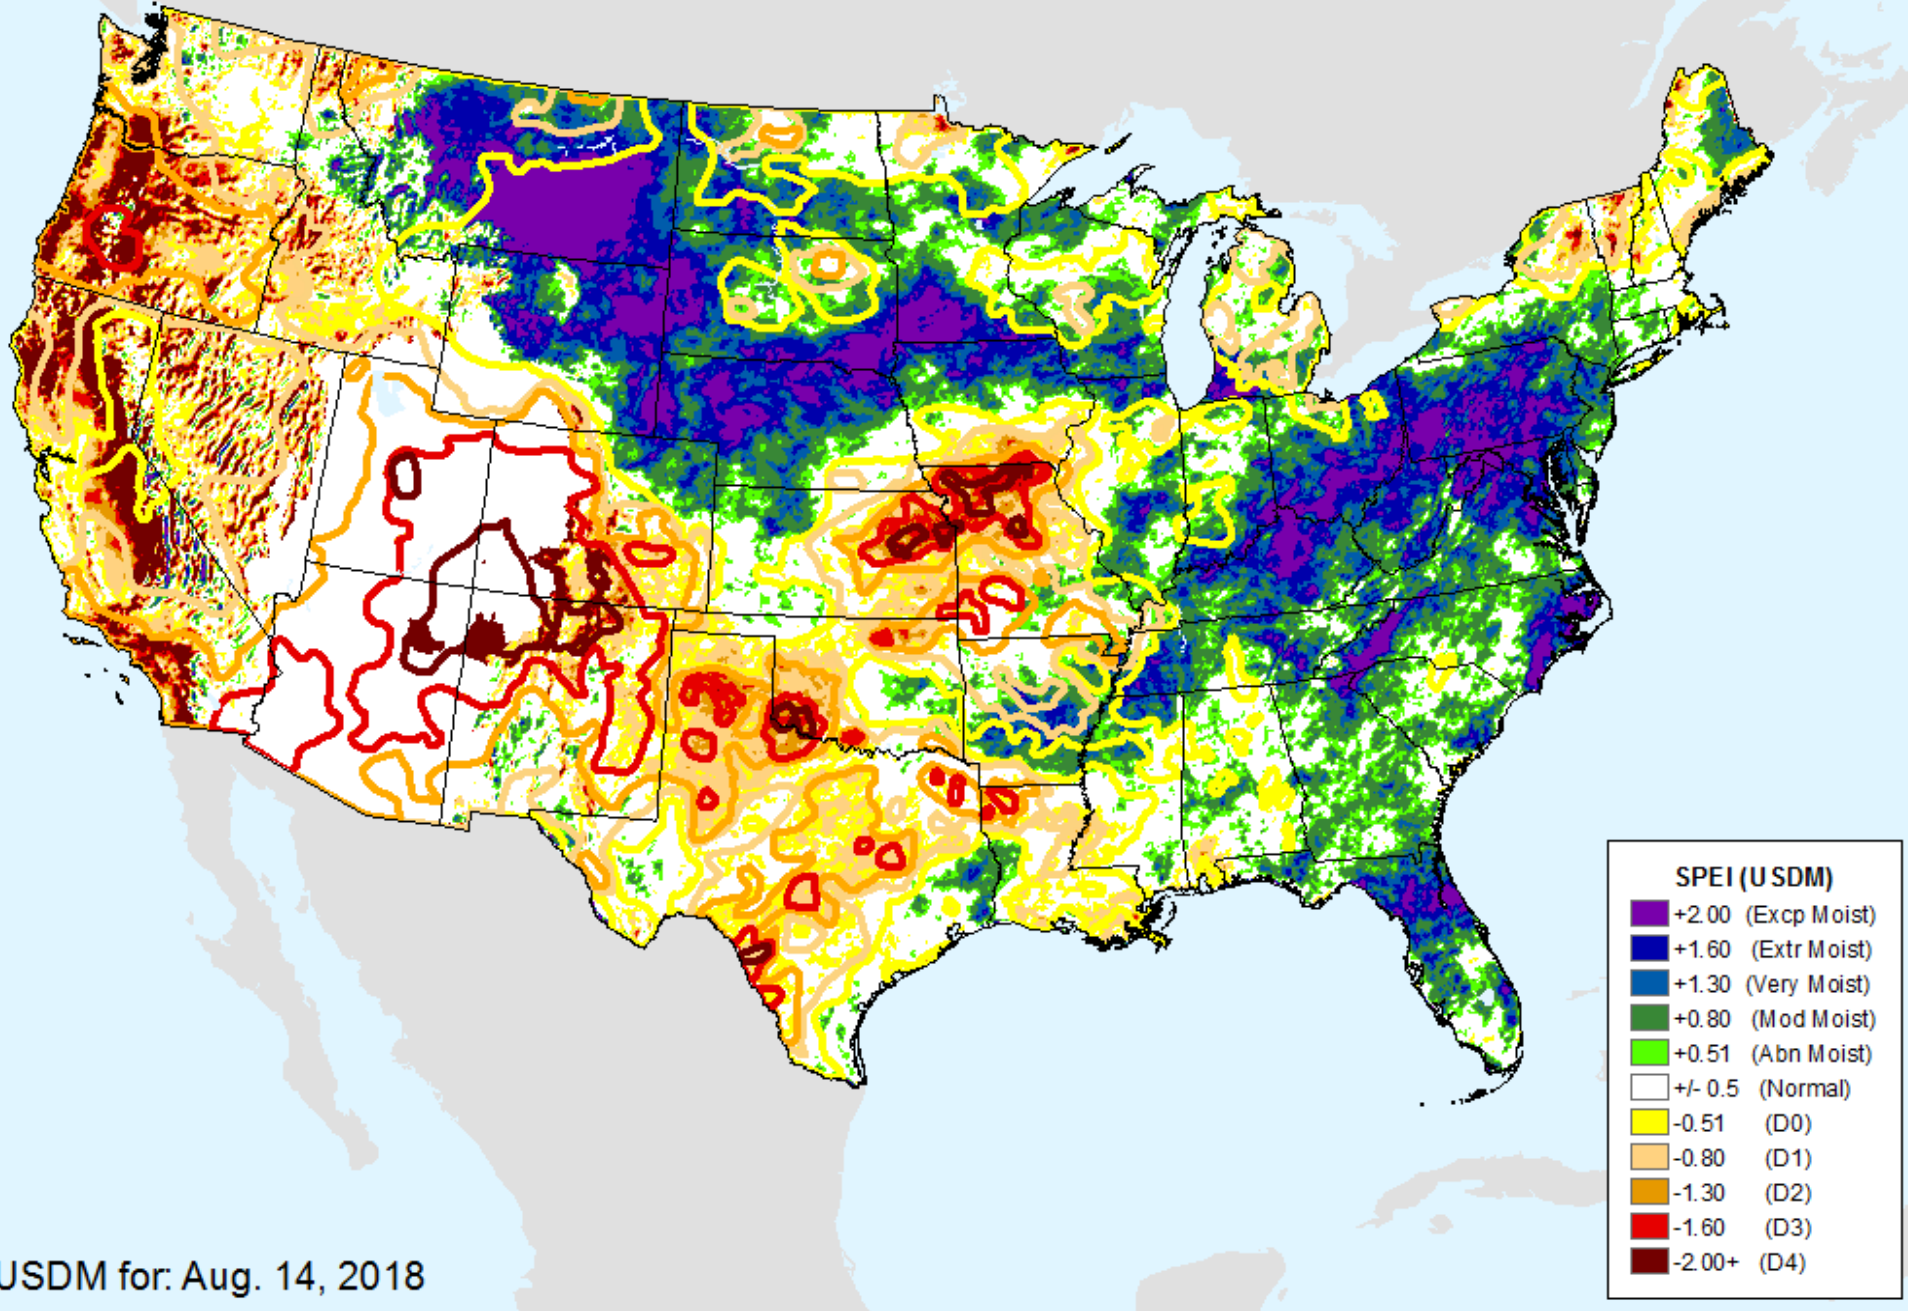 SPEI (USDM)
+2.00 (Excp Moist)
+1.60 (Extr Moist)
+1.30 (Very Moist)
+0.80 (Mod Moist)
+0.51 (Abn Moist)
+/- 0.5 (Normal)
-0.51 (D0)
-0.80 (D1)
-1.30 (D2)
-1.60 (D3)
-2.00+ (D4)
USDM for: Aug. 14, 2018